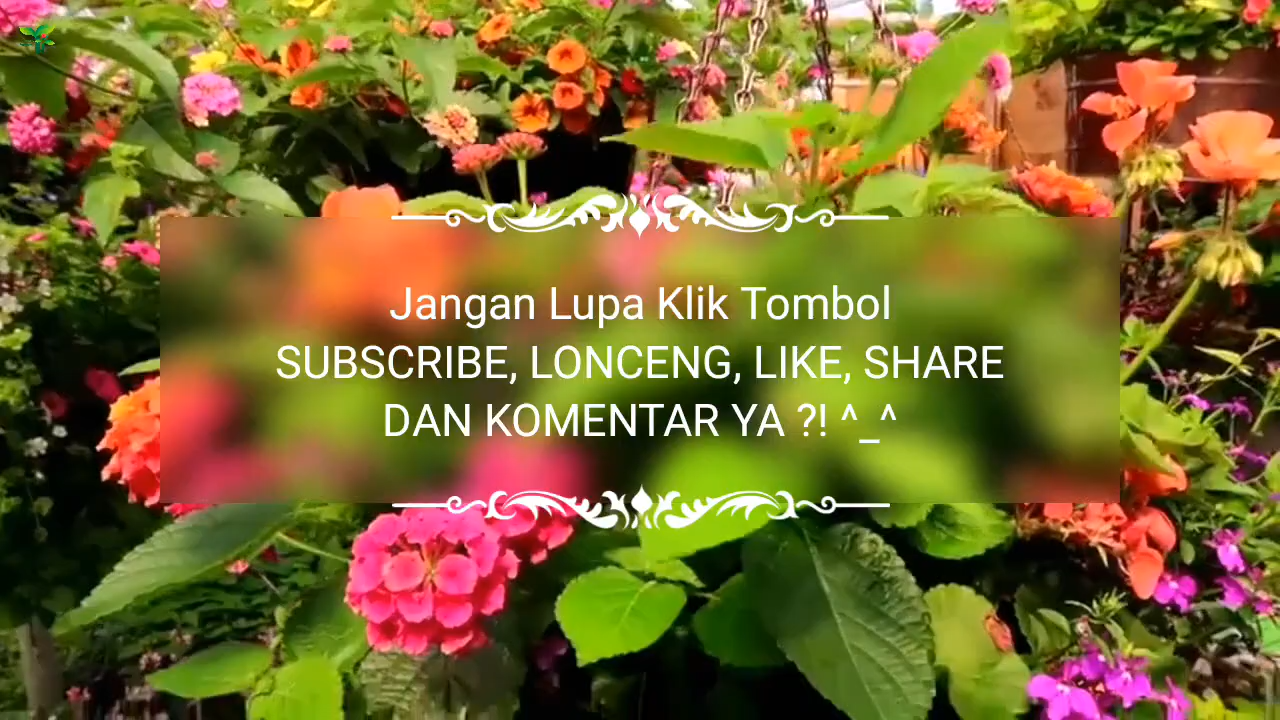 Jangan Lupa Klik Tombol
SUBSCRIBE, LONCENG, LIKE, SHARE
DAN KOMENTAR YA ?! ^_^